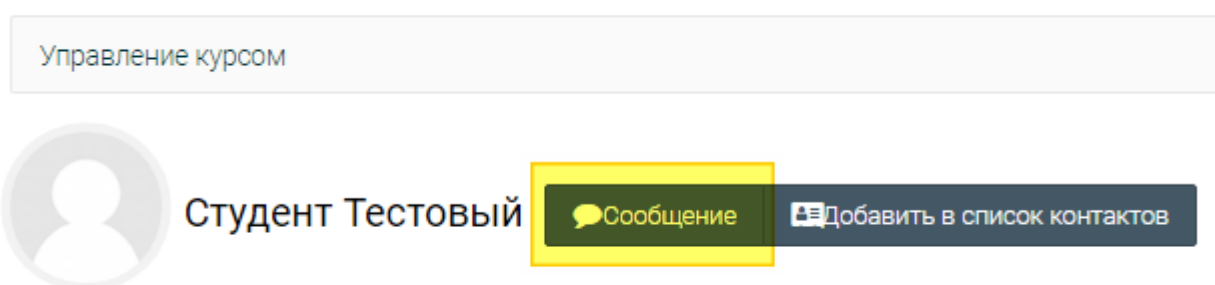 Управление курсом
Студент Тестовый Сообщение Добавить в список контактов